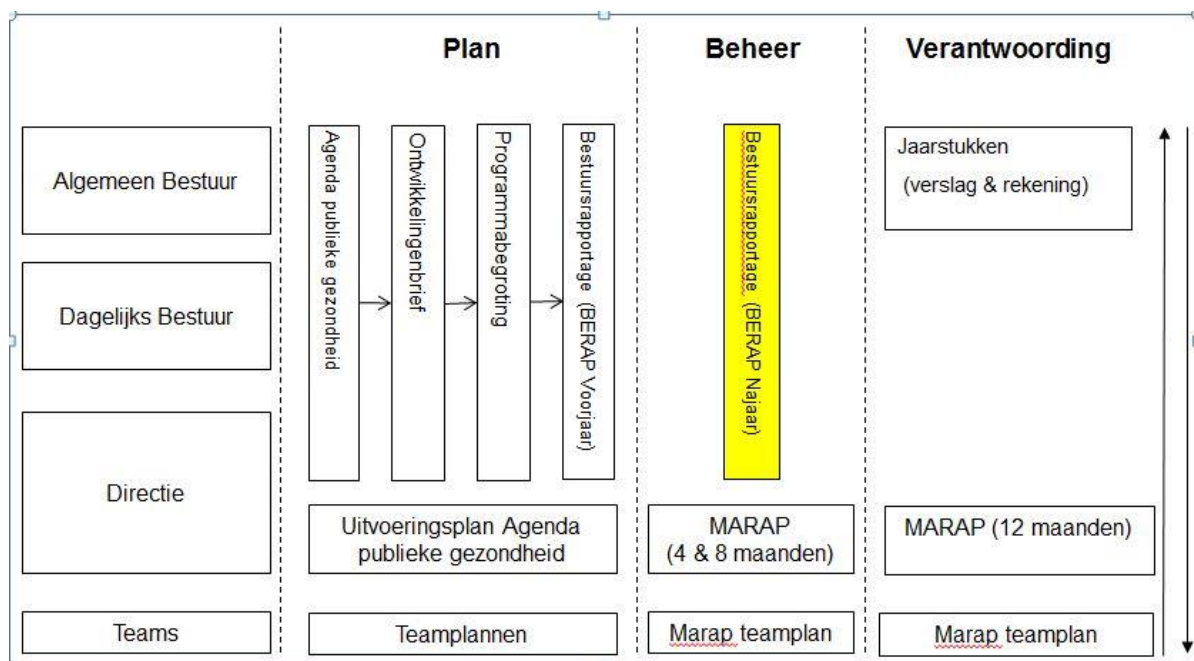 Plan
Beheer
Verantwoording
Algemeen Bestuur
Dagelijks Bestuur
Directie
Teams
Agenda publieke gezondheid
Ontwikkelingenbrief
Programmabegroting
Bestuursrapportage (BERAP Voorjaar)
Uitvoeringsplan Agenda
publieke gezondheid
Teamplannen
Bestuursrapportage (BERAP Najaar)
MARAP
(4 & 8 maanden)
Marap teamplan
Jaarstukken
(verslag & rekening)
MARAP (12 maanden)
Marap teamplan